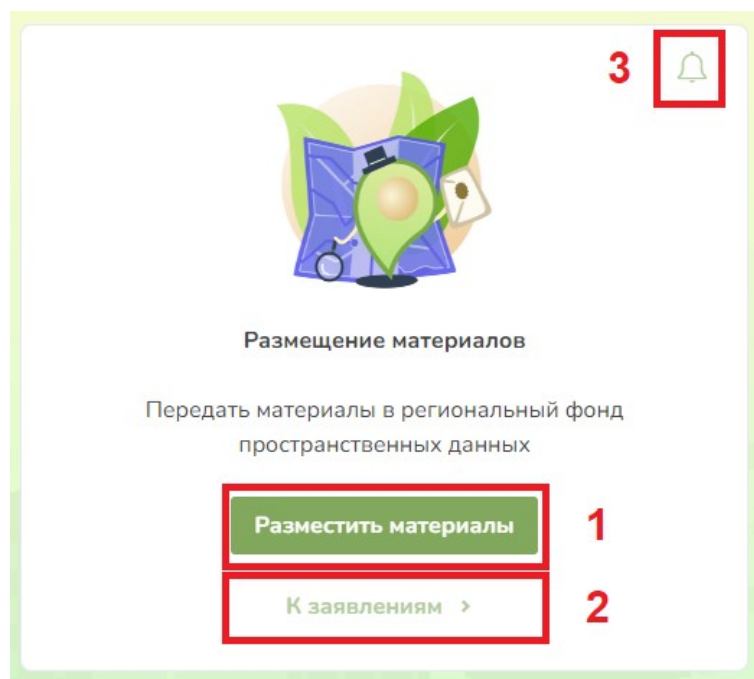 3
Размещение материалов
Передать материалы в региональный фонд
пространственных данных
Разместить материалы
1
К заявлениям >
2